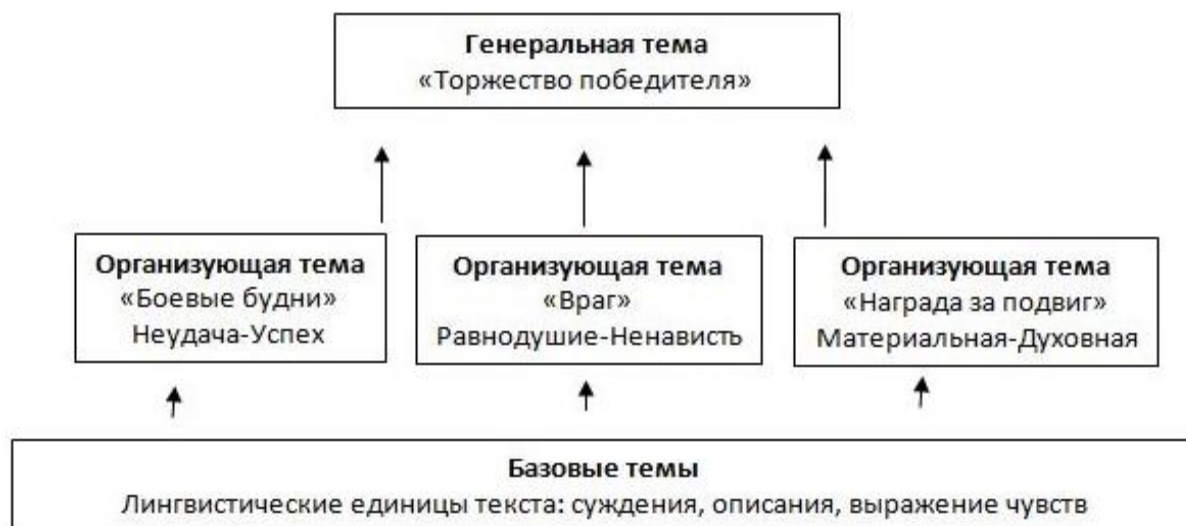 Генеральная тема
«Торжество победителя»
Организующая тема
«Боевые будни»
Неудача-Успех
Организующая тема
«Враг»
Равнодушие-Ненависть
Организующая тема
«Награда за подвиг»
Материальная-Духовная
Базовые темы
Лингвистические единицы текста: суждения, описания, выражение чувств